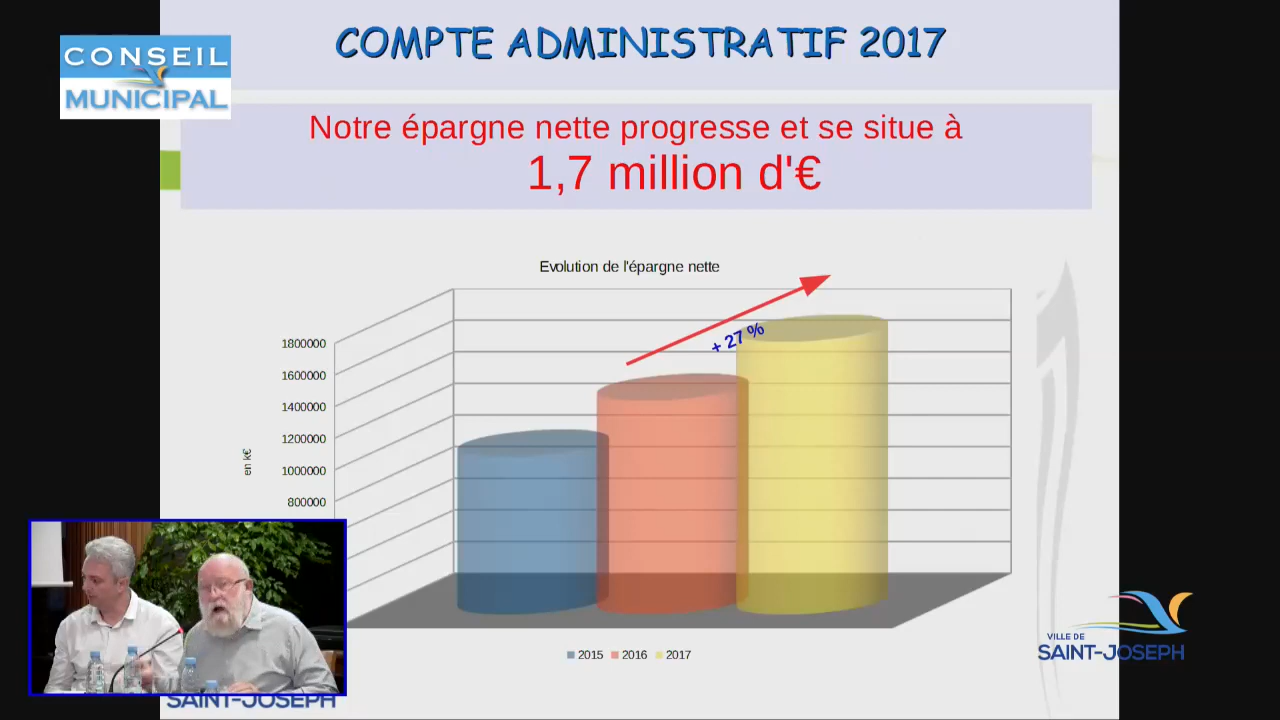 COMPTE ADMINISTRATIF 2017
CONSEIL
MUNICIPAL
Notre épargne nette progresse et se situe à
1,7 million d'€
Evolution de l'épargne nette
+ 27 %
1800000
1600000
1400000
1200000
1000000
800000
en k€
2015 2016 2017
VILLE DE
SAINT-JOSEPH
SAINT-JOSEPH